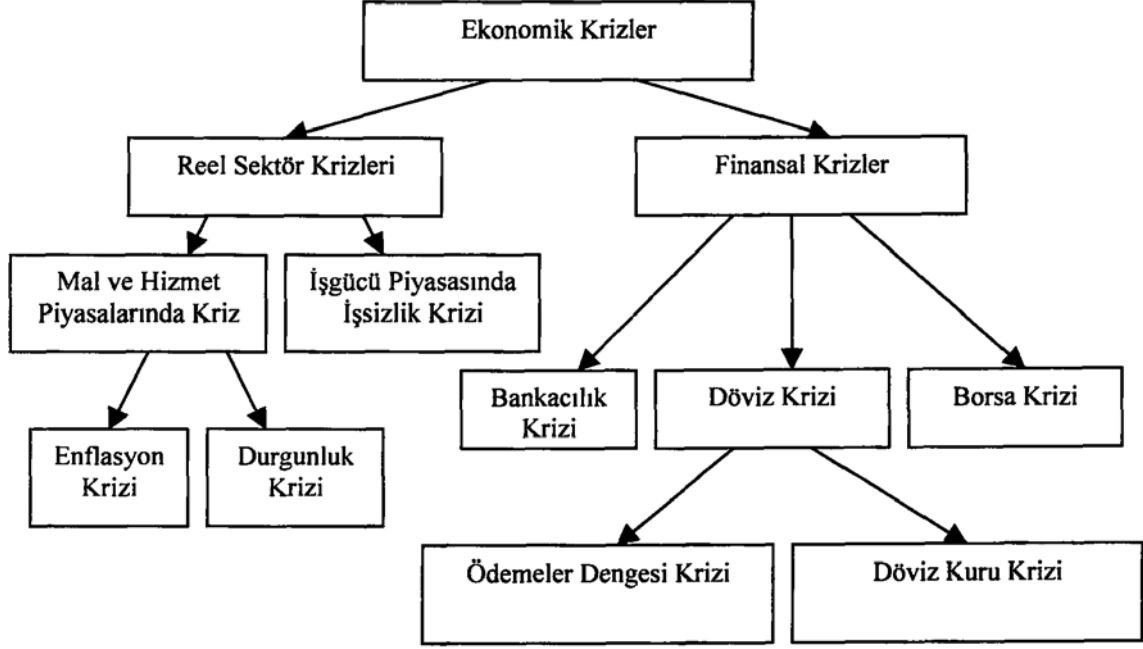 Ekonomik Krizler
Reel Sektör Krizleri
Finansal Krizler
Mal ve Hizmet
Piyasalarında Kriz
İşgücü Piyasasında
İşsizlik Krizi
Bankacılık
Krizi
Döviz Krizi
Borsa Krizi
Enflasyon
Krizi
Durgunluk
Krizi
Ödemeler Dengesi Krizi
Döviz Kuru Krizi